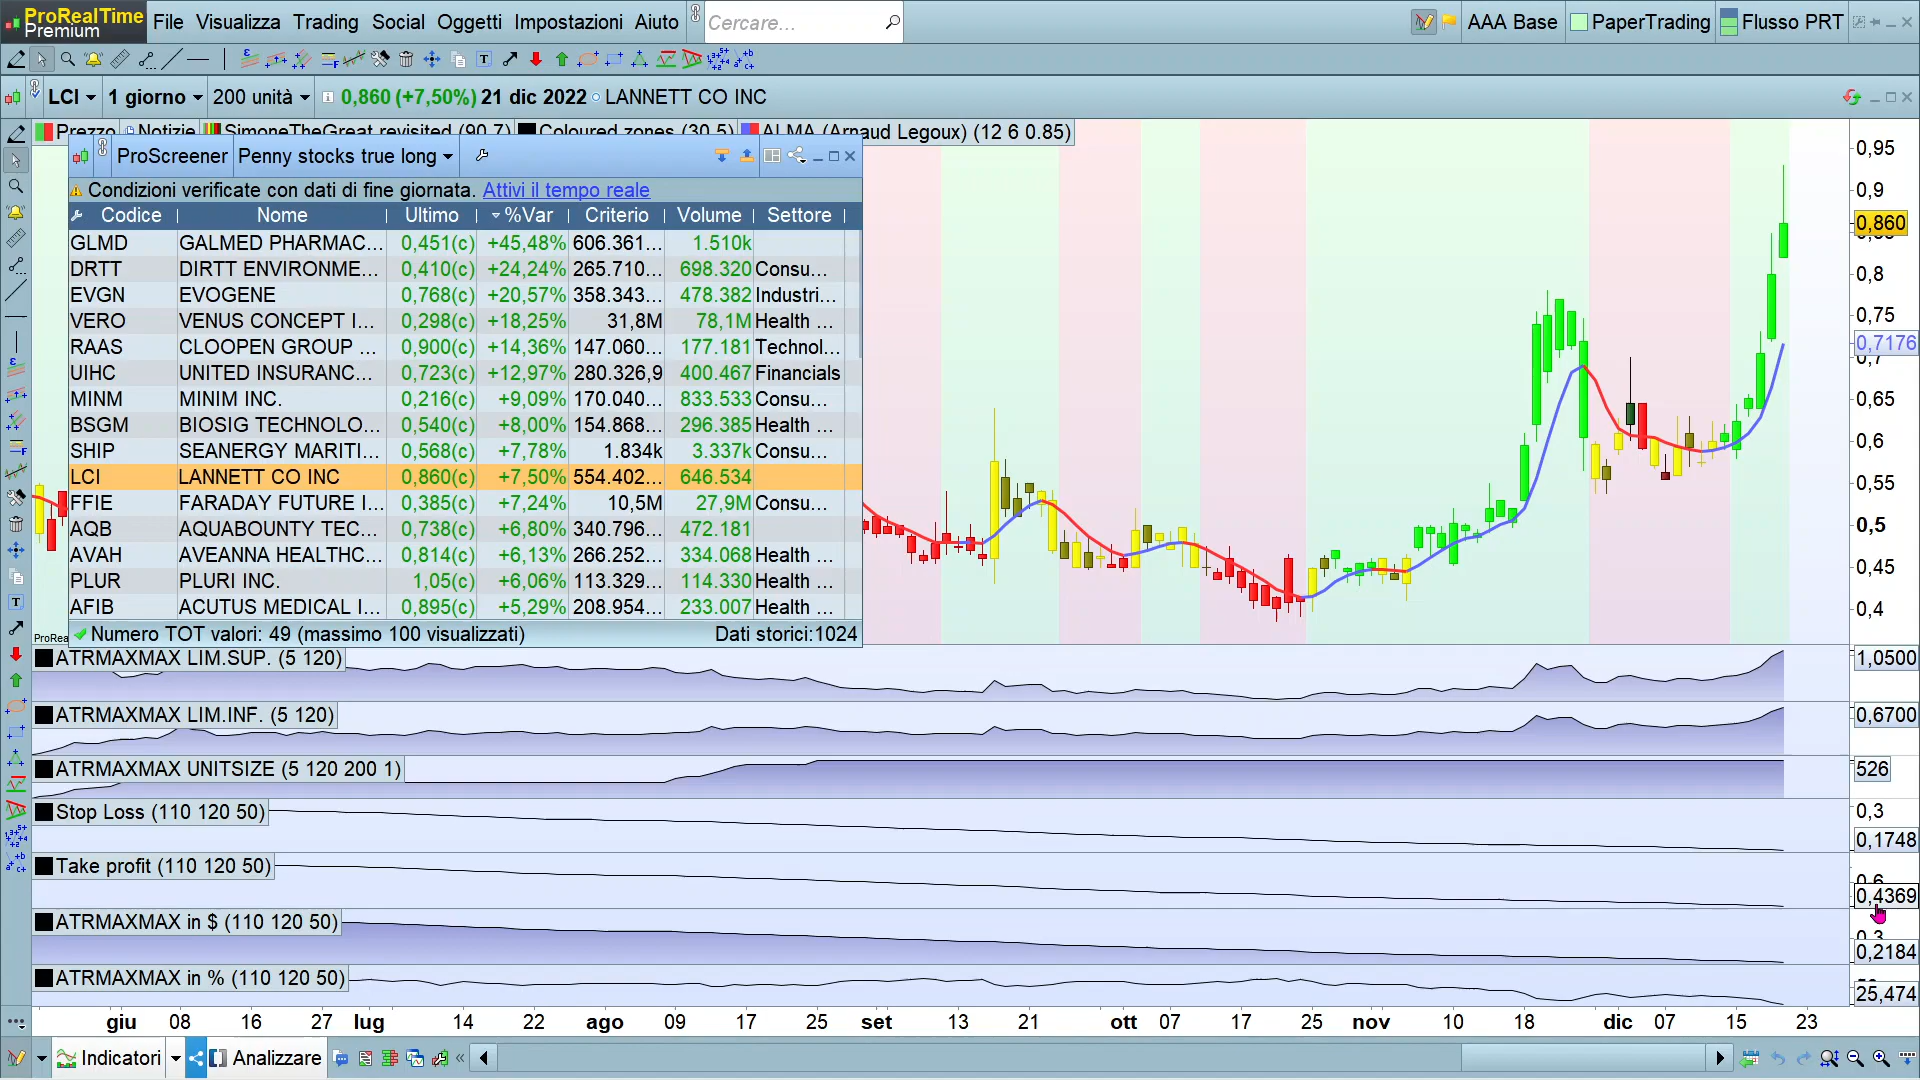 ProRealTime
Premium
File Visualizza Trading Social Oggetti Impostazioni Aiuto
Cercare...
AAA Base PaperTrading Flusso PRT
LCI 1 giorno 200 unità 0,860 (+7,50%) 21 dic 2022 LANNETT CO INC
Prezzo Notizie SimoneTheGreat revisited (90 7) Coloured zones (30 5) ALMA (Arnaud Legoux) (12 6 0.85)
ProScreener Penny stocks true long
Condizioni verificate con dati di fine giornata. Attivi il tempo reale
Codice Nome Ultimo %Var Criterio Volume Settore
GLMD GALMED PHARMAC... 0,451(c) +45,48% 606.361... 1.510k
DRTT DIRTT ENVIRONME... 0,410(c) +24,24% 265.710... 698.320 Consu...
EVGN EVOGENE 0,768(c) +20,57% 358.343... 478.382 Industri...
VERO VENUS CONCEPT I... 0,298(c) +18,25% 31,8M 78,1M Health ...
RAAS CLOOPEN GROUP ... 0,900(c) +14,36% 147.060... 177.181 Technol...
UIHC UNITED INSURANC... 0,723(c) +12,97% 280.326,9 400.467 Financials
MINM MINIM INC. 0,216(c) +9,09% 170.040... 833.533 Consu...
BSGM BIOSIG TECHNOLO... 0,540(c) +8,00% 154.868... 296.385 Health ...
SHIP SEANERGY MARITI... 0,568(c) +7,78% 1.834k 3.337k Consu...
LCI LANNETT CO INC 0,860(c) +7,50% 554.402... 646.534
FFIE FARADAY FUTURE I... 0,385(c) +7,24% 10,5M 27,9M Consu...
AQB AQUABOUNTY TEC... 0,738(c) +6,80% 340.796... 472.181
AVAH AVEANNA HEALTHC... 0,814(c) +6,13% 266.252... 334.068 Health ...
PLUR PLURI INC. 1,05(c) +6,06% 113.329... 114.330 Health ...
AFIB ACUTUS MEDICAL I... 0,895(c) +5,29% 208.954... 233.007 Health ...
Numero TOT valori: 49 (massimo 100 visualizzati) Dati storici:1024
ProRea
0,95
0,9
0,860
0,8
0,75
0,7176
0,7
0,65
0,6
0,55
0,5
0,45
0,4
ATRMAXMAX LIM.SUP. (5 120) 1,0500
ATRMAXMAX LIM.INF. (5 120) 0,6700
ATRMAXMAX UNITSIZE (5 120 200 1) 526
Stop Loss (110 120 50) 0,3
0,1748
Take profit (110 120 50) 0,6
0,4369
ATRMAXMAX in $ (110 120 50) 0,3
0,2184
ATRMAXMAX in % (110 120 50)
25,474
giu 08 16 27 lug 14 22 ago 09 17 25 set 13 21 ott 07 17 25 nov 10 18 dic 07 15 23
Indicatori Analizzare